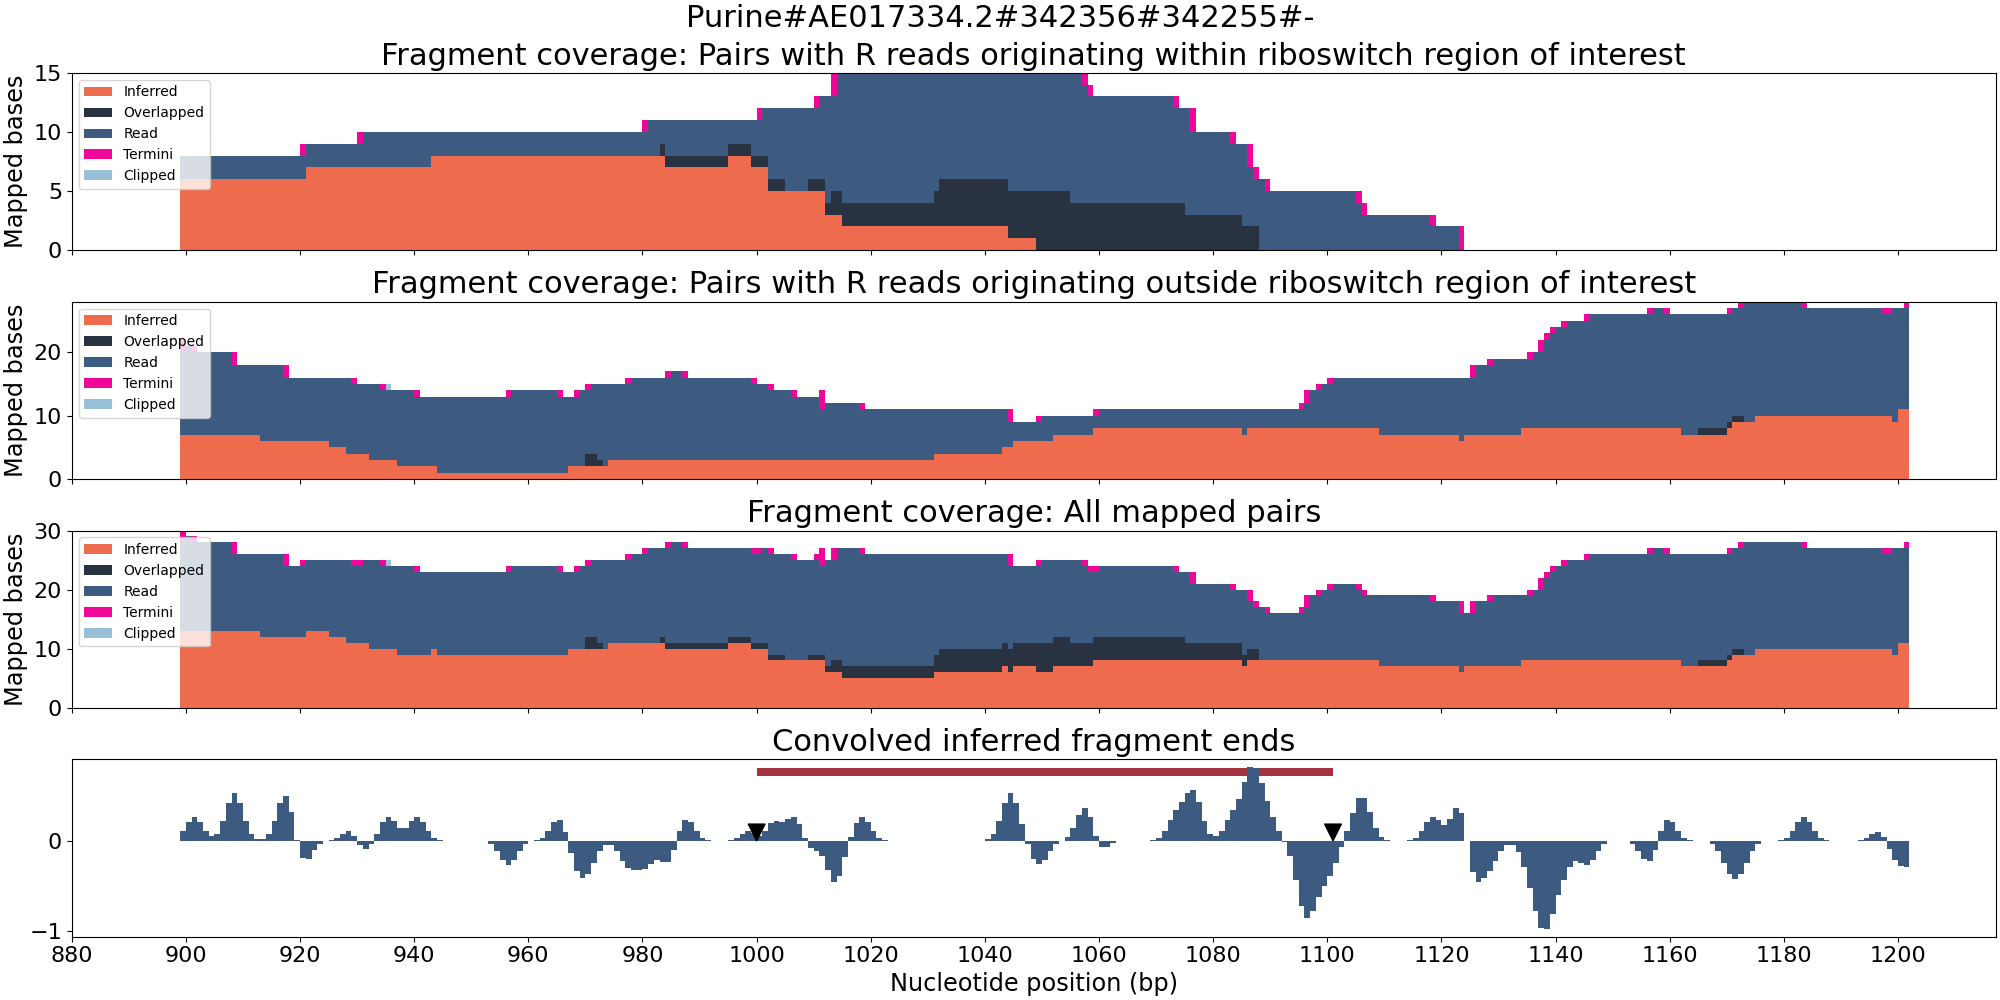 Purine#AE017334.2#342356#342255#-
Fragment coverage: Pairs with R reads originating within riboswitch region of interest
15
10
5
0
Mapped bases
Inferred
Overlapped
Read
Termini
Clipped
Fragment coverage: Pairs with R reads originating outside riboswitch region of interest
20
10
0
Mapped bases
Inferred
Overlapped
Read
Termini
Clipped
Fragment coverage: All mapped pairs
30
20
10
0
Mapped bases
Inferred
Overlapped
Read
Termini
Clipped
Convolved inferred fragment ends
0
−1
880 900 920 940 960 980 1000 1020 1040 1060 1080 1100 1120 1140 1160 1180 1200
Nucleotide position (bp)